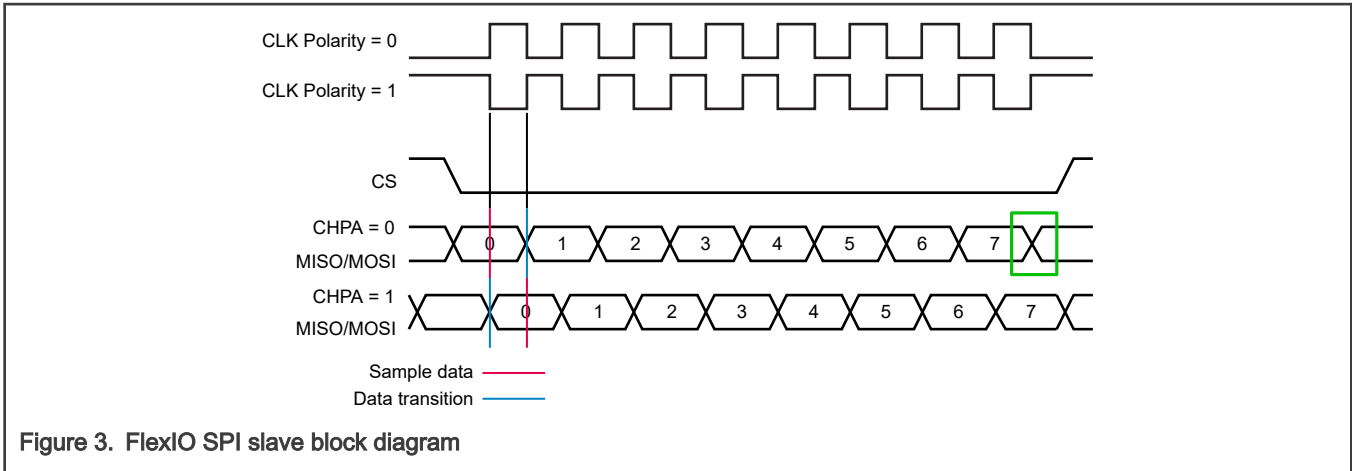 CLK Polarity = 0
CLK Polarity = 1
CS
CHPA = 0
MISO/MOSI
0 1 2 3 4 5 6 7
CHPA = 1
MISO/MOSI
0 1 2 3 4 5 6 7
Sample data
Data transition
Figure 3. FlexIO SPI slave block diagram